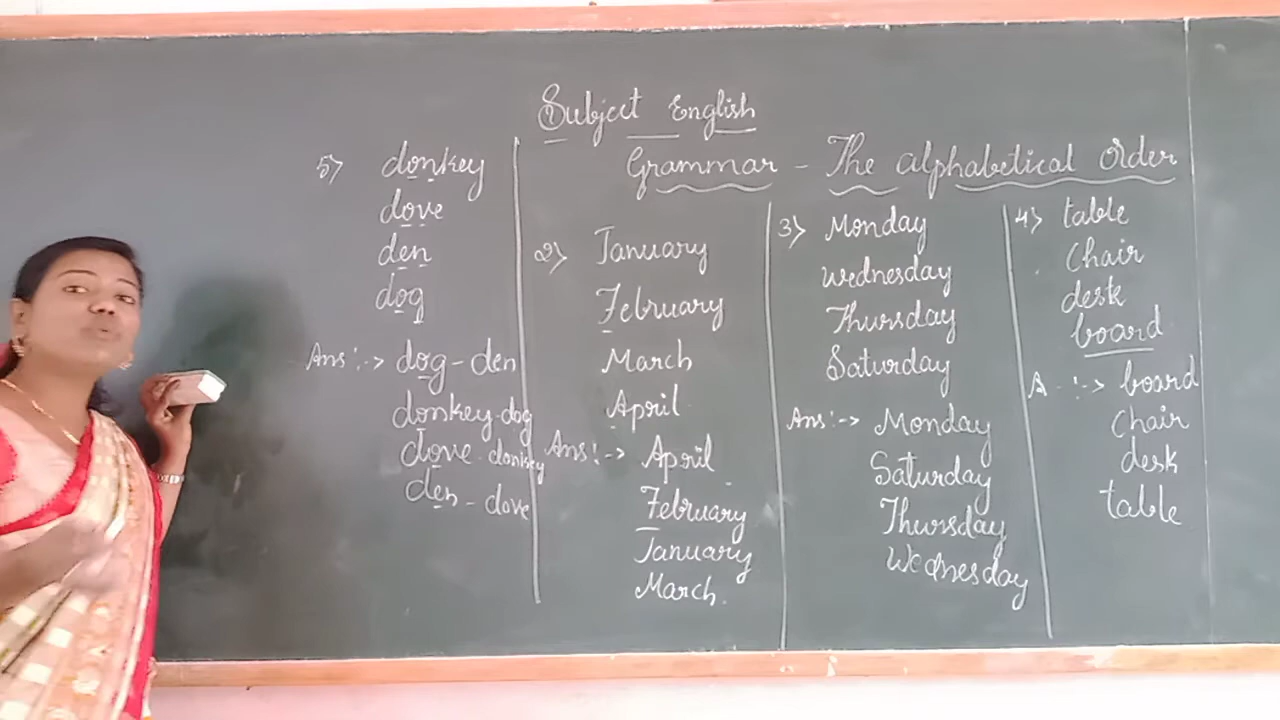 Subject English
Grammar - The alphabetical Order
5> donkey
dove
den
dog
Ans :-> dog - den
donkey - dog
dove - donkey
den - dove
2> January
February
March
April
Ans :-> April
February
January
March.
3> Monday
Wednesday
Thursday
Saturday
Ans :-> Monday
Saturday
Thursday
Wednesday
4> table
Chair
desk
board
A - :-> board
Chair
desk
table